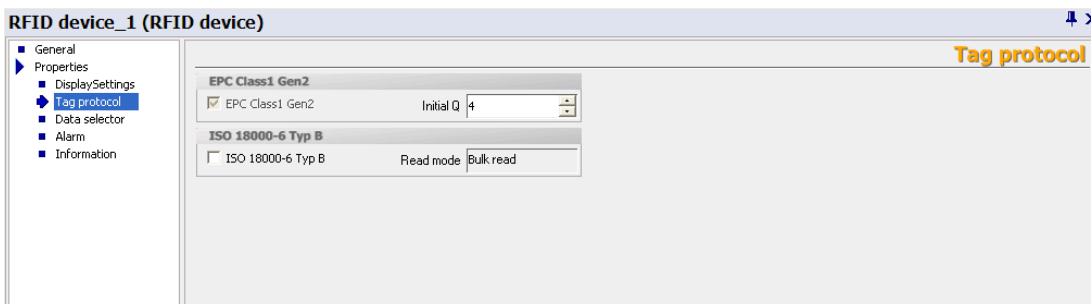 RFID device_1 (RFID device)
General
Properties
DisplaySettings
Tag protocol
Data selector
Alarm
Information
Tag protocol
EPC Class1 Gen2
EPC Class1 Gen2 Initial Q 4
ISO 18000-6 Typ B
ISO 18000-6 Typ B Read mode Bulk read